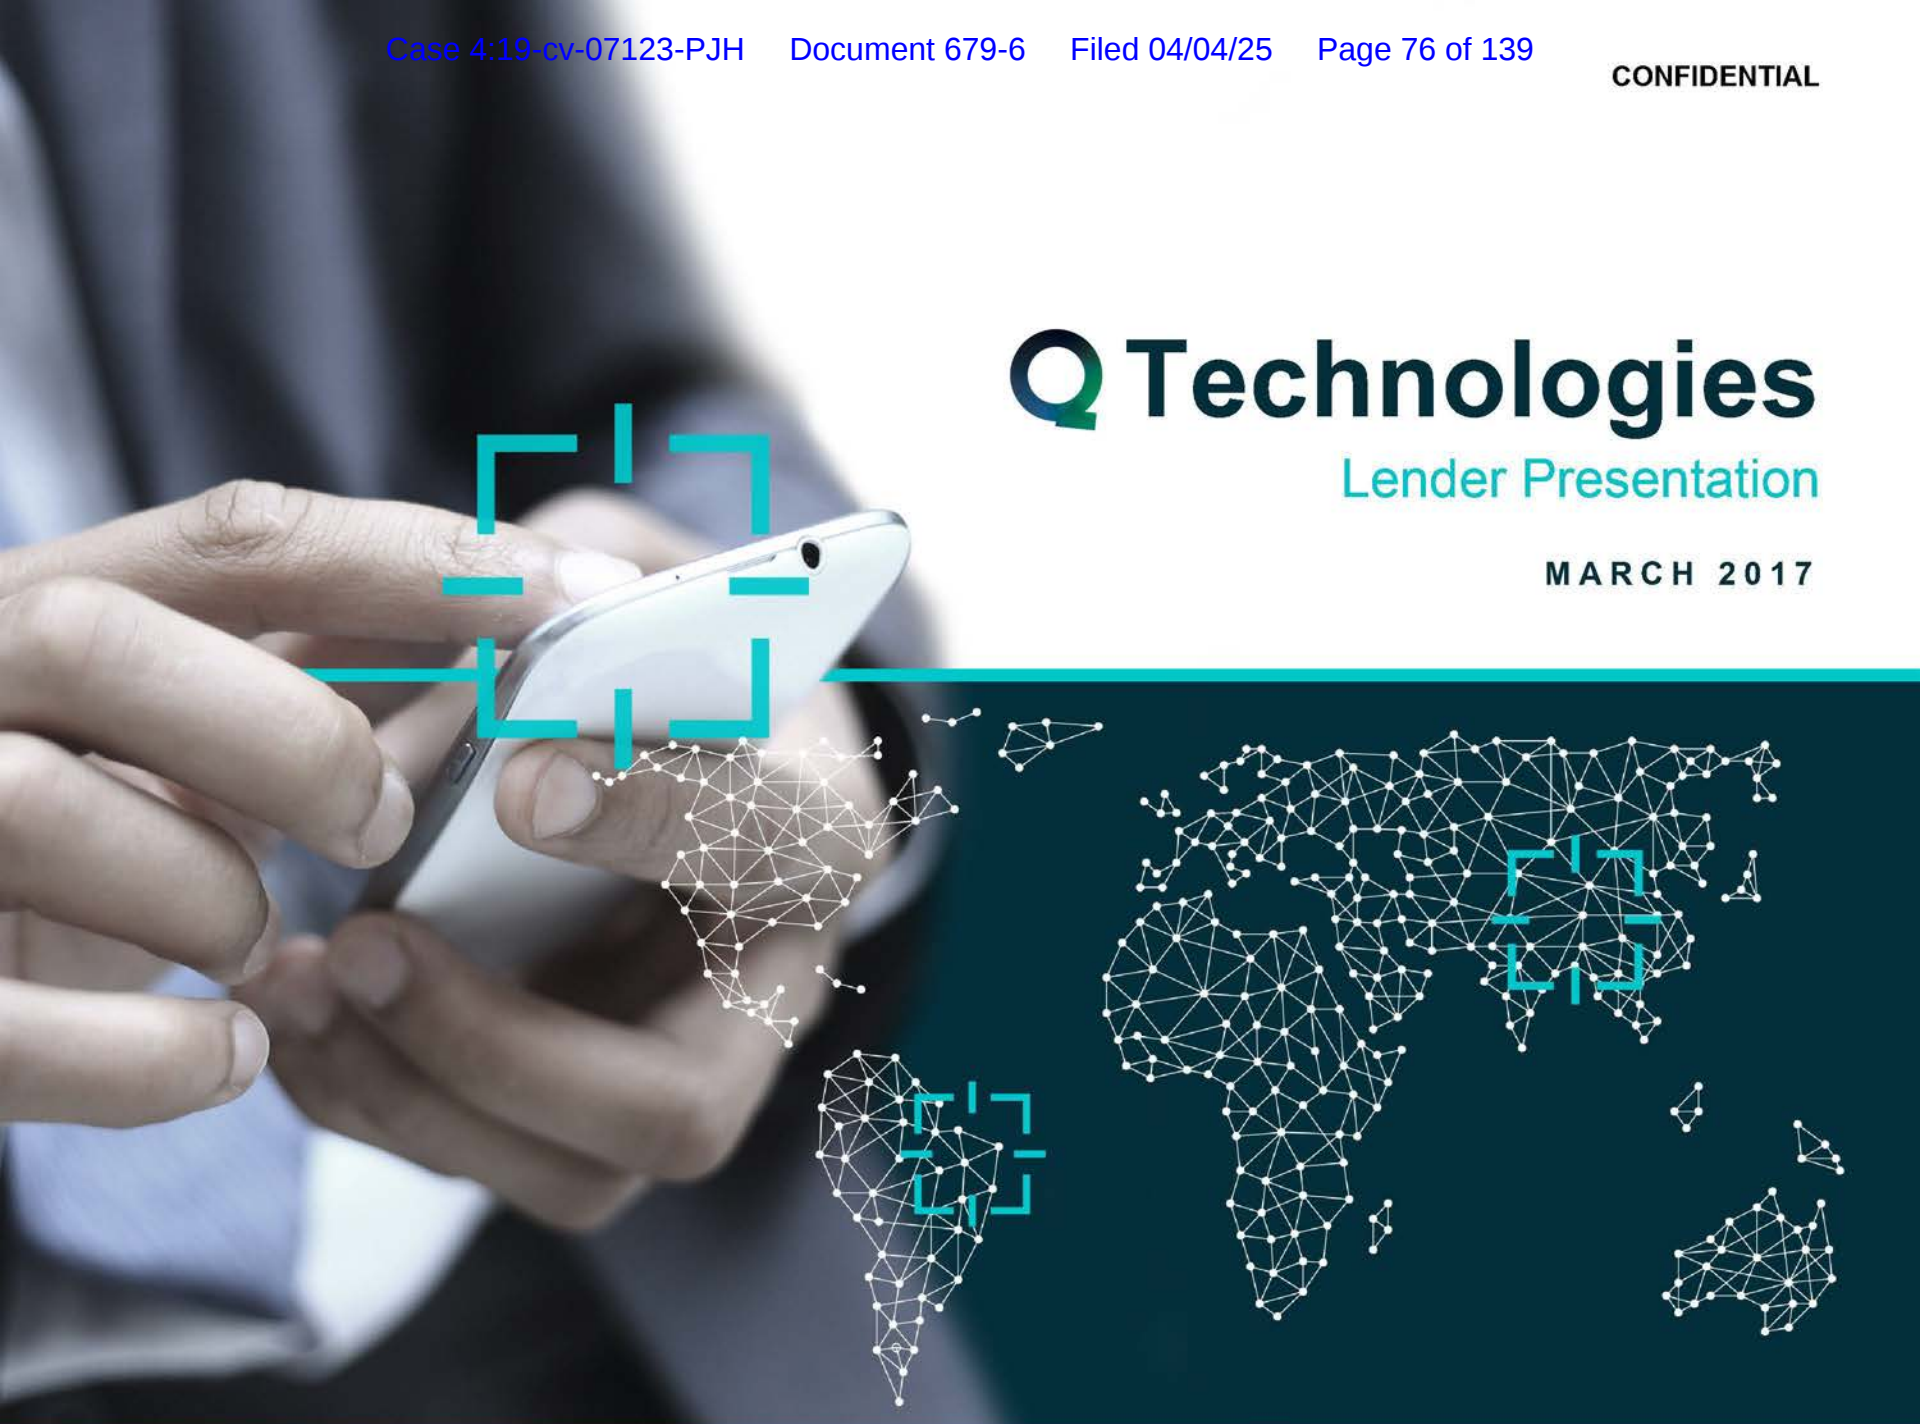 Case 4:19-cv-07123-PJH Document 679-6 Filed 04/04/25 Page 76 of 139
CONFIDENTIAL
Q Technologies
Lender Presentation
MARCH 2017